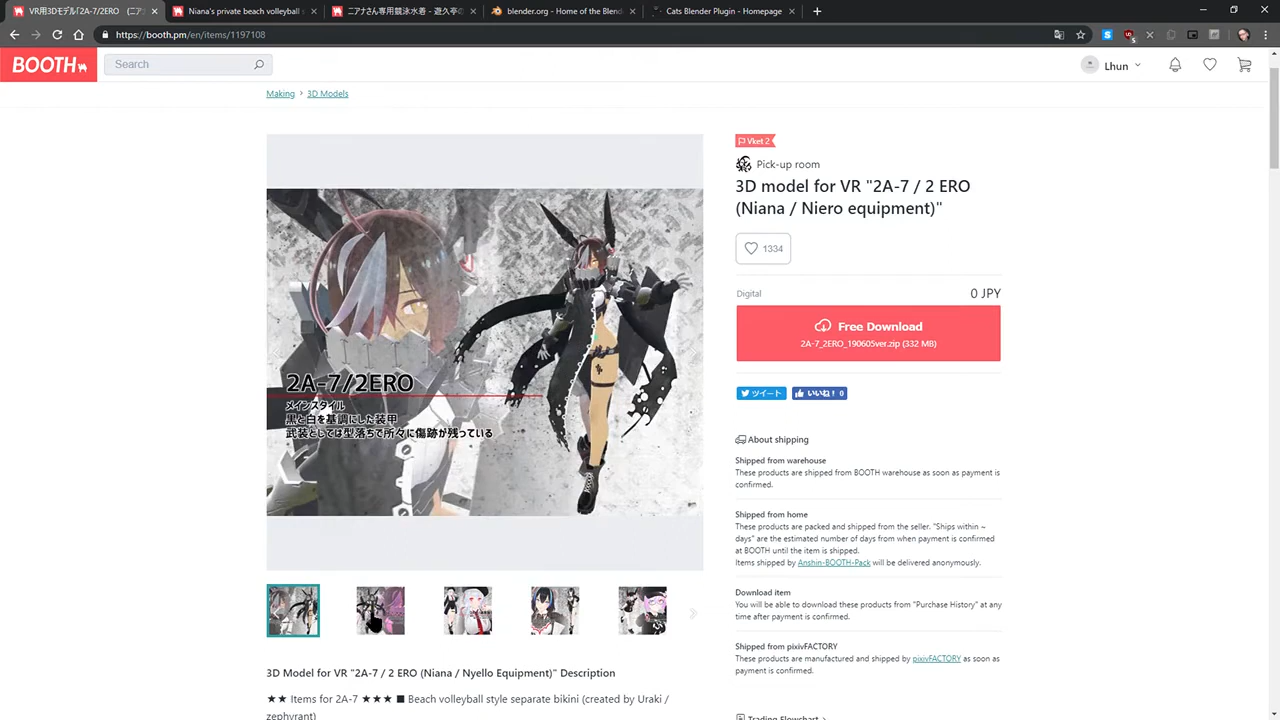 VR用3Dモデル「2A-7/2ERO (ニア
Niana's private beach volleyball s
ニアナさん専用競泳水着 - 遊久入
blender.org - Home of the Blend
Cats Blender Plugin - Homepage
https://booth.pm/en/items/1197108
BOOTH
Search
Lhun
Making > 3D Models
Vket 2
Pick-up room
3D model for VR "2A-7 / 2 ERO
(Niana / Niero equipment)"
1334
Digital
0 JPY
Free Download
2A-7_2ERO_190605ver.zip (332 MB)
ツイート
いいね! 0
2A-7/2ERO
メインスタイル
黒と白を基調にした装甲
武装としては型落ちで所々に傷跡が残っている
About shipping
Shipped from warehouse
These products are shipped from BOOTH warehouse as soon as payment is
confirmed.
Shipped from home
These products are packed and shipped from the seller. "Ships within ~
days" are the estimated number of days from when payment is confirmed
at BOOTH until the item is shipped.
Items shipped by Anshin-BOOTH-Pack will be delivered anonymously.
Download item
You will be able to download these products from "Purchase History" at any
time after payment is confirmed.
Shipped from pixivFACTORY
These products are manufactured and shipped by pixivFACTORY as soon as
payment is confirmed.
Trading Flowchart >
3D Model for VR "2A-7 / 2 ERO (Niana / Nyello Equipment)" Description
★★ Items for 2A-7 ★★★ ■ Beach volleyball style separate bikini (created by Uraki /
zephyrant)